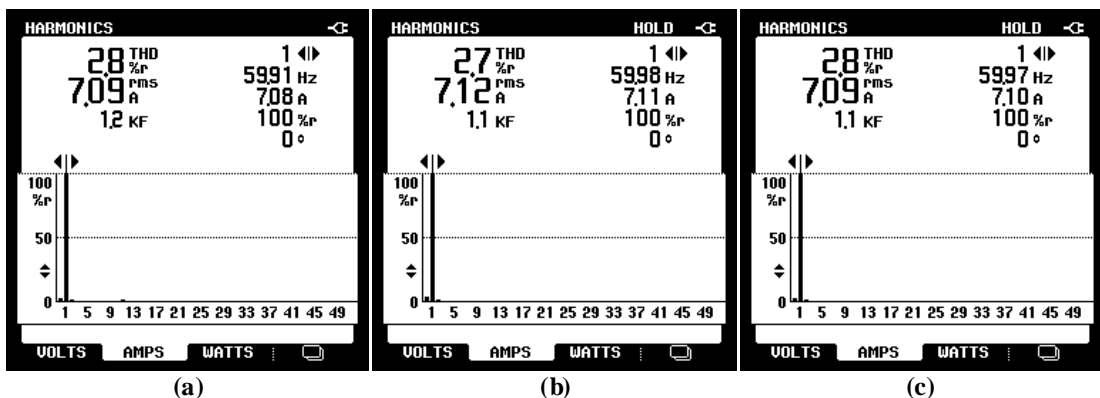 HARMONICS
2.8 THD %r
7.09 rms A
1.2 KF
1
59.91 Hz
7.08 A
100 %r
0 °
100
%r
50
0
1 5 9 13 17 21 25 29 33 37 41 45 49
VOLTS AMPS WATTS
(a)
HARMONICS HOLD
2.7 THD %r
7.12 rms A
1.1 KF
1
59.98 Hz
7.11 A
100 %r
0 °
100
%r
50
0
1 5 9 13 17 21 25 29 33 37 41 45 49
VOLTS AMPS WATTS
(b)
HARMONICS HOLD
2.8 THD %r
7.09 rms A
1.1 KF
1
59.97 Hz
7.10 A
100 %r
0 °
100
%r
50
0
1 5 9 13 17 21 25 29 33 37 41 45 49
VOLTS AMPS WATTS
(c)